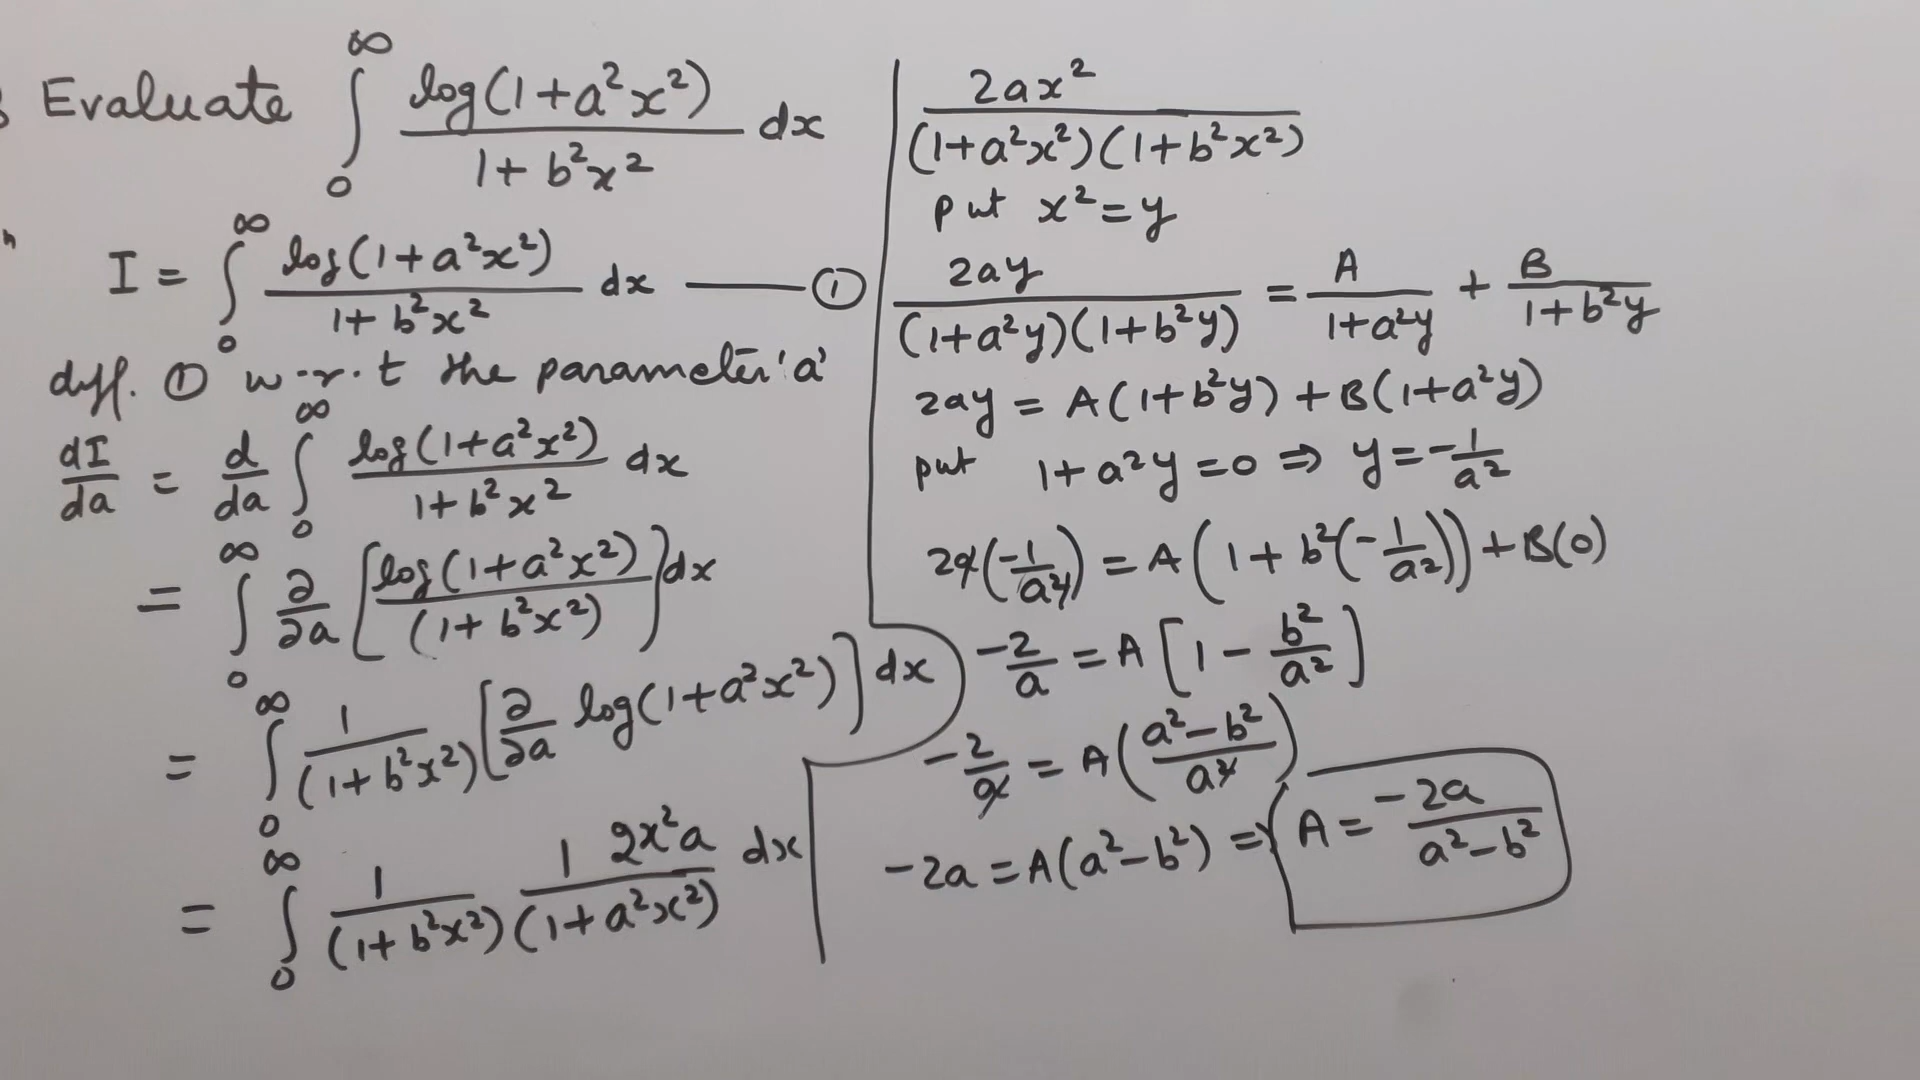 Evaluate ∫₀^∞ log(1+a²x²) / 1+b²x² dx
I = ∫₀^∞ log(1+a²x²) / 1+b²x² dx —— ①
diff. ① w.r.t the parameter 'a'
dI/da = d/da ∫₀^∞ log(1+a²x²) / 1+b²x² dx
= ∫₀^∞ ∂/∂a [log(1+a²x²) / (1+b²x²)] dx
= ∫₀^∞ 1/(1+b²x²) [∂/∂a log(1+a²x²)] dx
= ∫₀^∞ 1/(1+b²x²) 1 2x²a/(1+a²x²) dx
2ax² / (1+a²x²)(1+b²x²)
put x²=y
2ay / (1+a²y)(1+b²y) = A / 1+a²y + B / 1+b²y
2ay = A(1+b²y) + B(1+a²y)
put 1+a²y=0 ⇒ y=-1/a²
2a(-1/a²) = A(1+b²(-1/a²)) + B(0)
-2/a = A[1 - b²/a²]
-2/a = A(a²-b² / a²)
-2a = A(a²-b²) ⇒ A = -2a / a²-b²